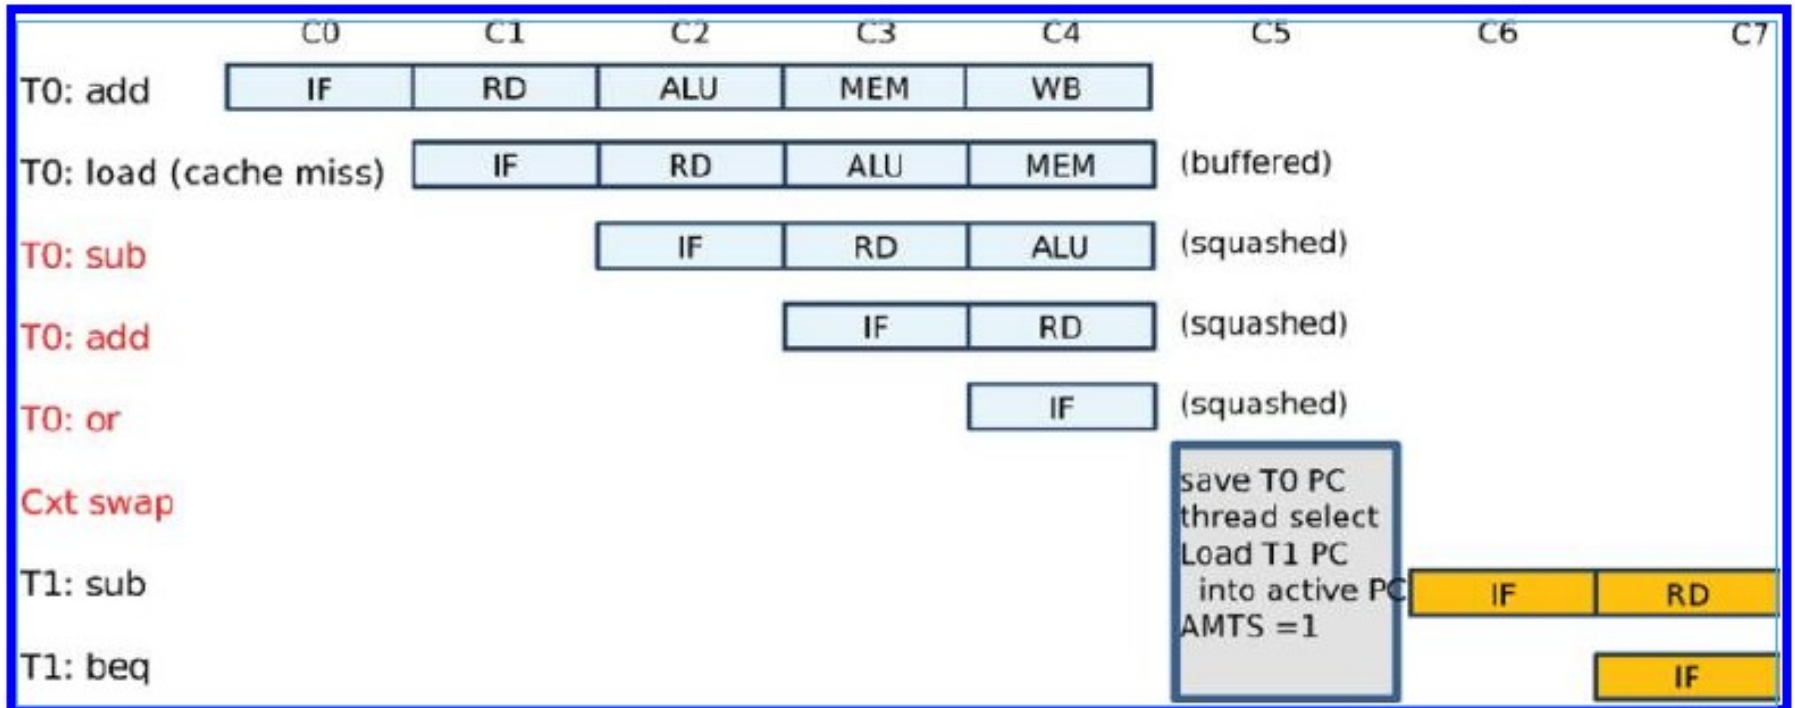 C0 C1 C2 C3 C4 C5 C6 C7
T0: add IF RD ALU MEM WB
T0: load (cache miss) IF RD ALU MEM (buffered)
T0: sub IF RD ALU (squashed)
T0: add IF RD (squashed)
T0: or IF (squashed)
Cxt swap
save T0 PC
thread select
Load T1 PC
into active PC
AMTS =1
T1: sub IF RD
T1: beq IF